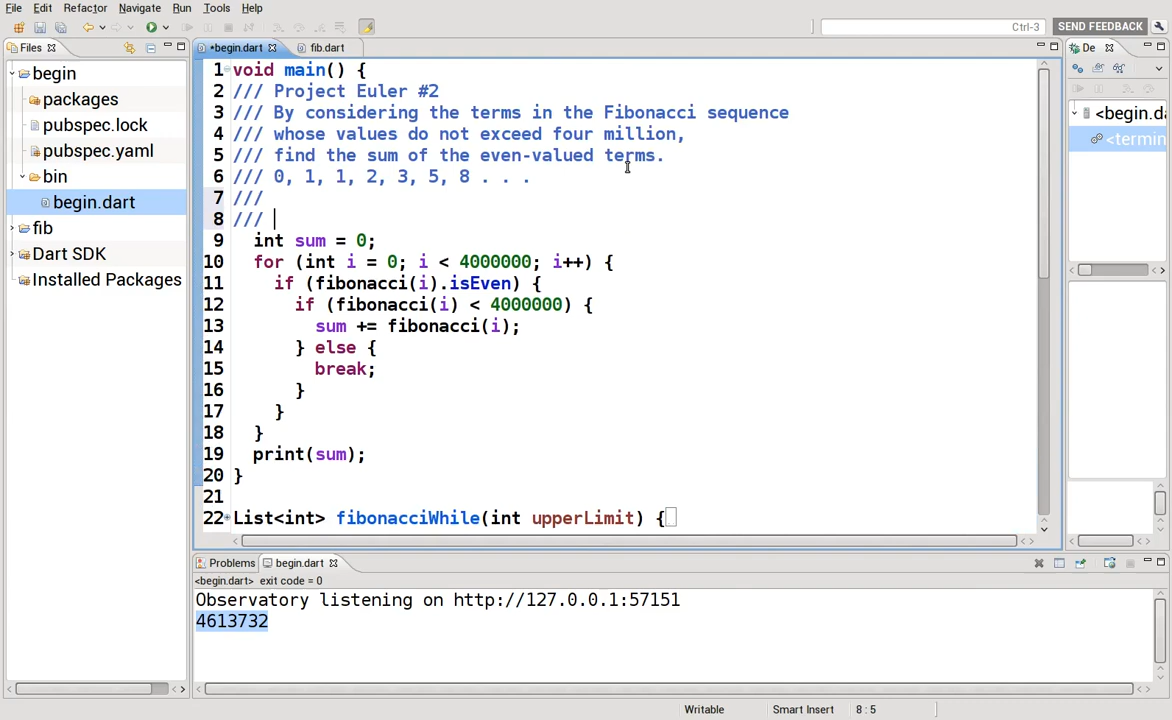 File Edit Refactor Navigate Run Tools Help
Ctrl-3 SEND FEEDBACK
Files
*begin.dart
fib.dart
De
begin
packages
pubspec.lock
pubspec.yaml
bin
begin.dart
fib
Dart SDK
Installed Packages
1 void main() {
2 /// Project Euler #2
3 /// By considering the terms in the Fibonacci sequence
4 /// whose values do not exceed four million,
5 /// find the sum of the even-valued terms.
6 /// 0, 1, 1, 2, 3, 5, 8 . . .
7 ///
8 ///
9 int sum = 0;
10 for (int i = 0; i < 4000000; i++) {
11 if (fibonacci(i).isEven) {
12 if (fibonacci(i) < 4000000) {
13 sum += fibonacci(i);
14 } else {
15 break;
16 }
17 }
18 }
19 print(sum);
20 }
21
22 List<int> fibonacciWhile(int upperLimit) {
<begin.da
<termin
Problems
begin.dart
<begin.dart> exit code = 0
Observatory listening on http://127.0.0.1:57151
4613732
Writable
Smart Insert
8 : 5